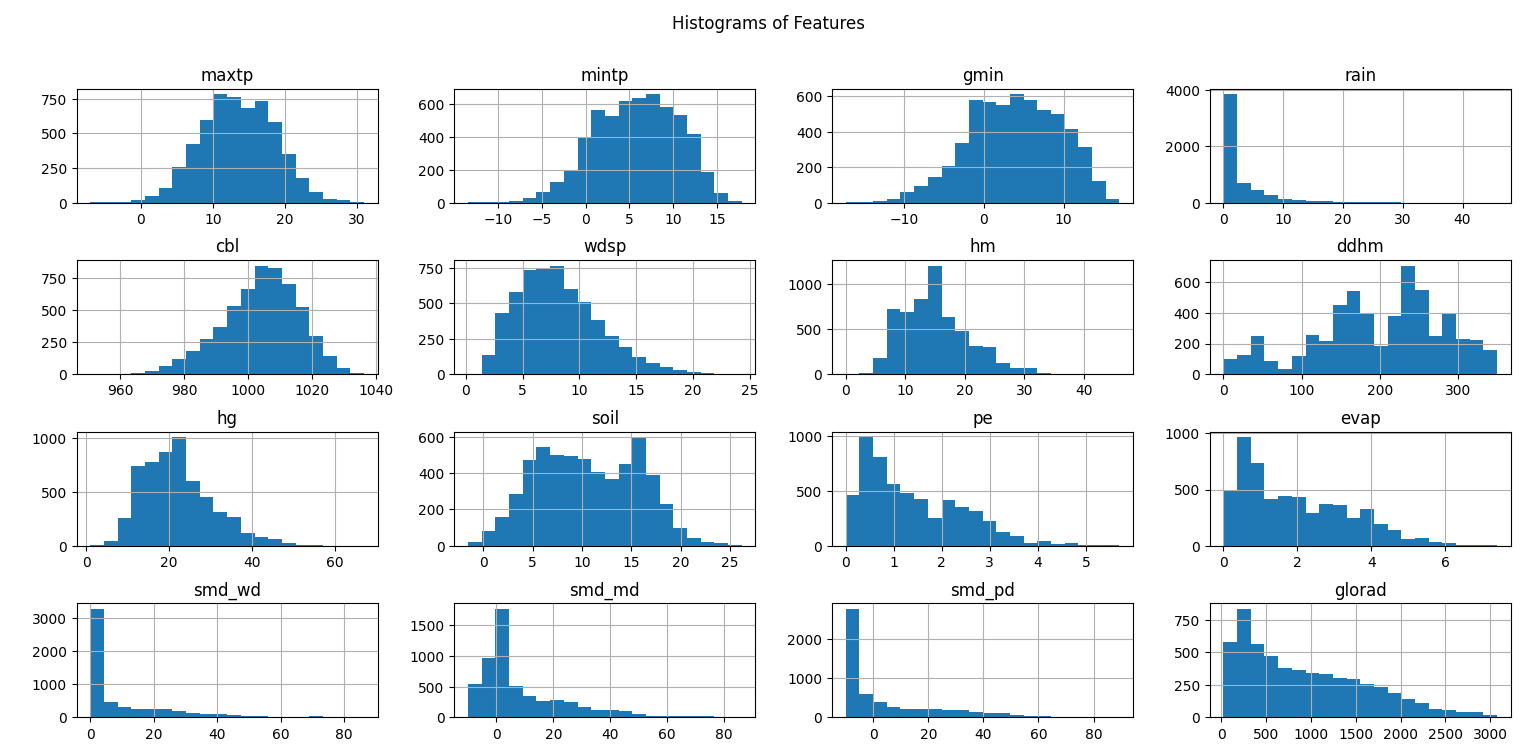 Histograms of Features
maxtp mintp gmin rain
750 500 250 0
0 10 20 30
600 400 200 0
−10 −5 0 5 10 15
600 400 200 0
−10 0 10
4000 2000 0
0 10 20 30 40
cbl wdsp hm ddhm
750 500 250 0
960 980 1000 1020 1040
750 500 250 0
0 5 10 15 20 25
1000 500 0
0 10 20 30 40
600 400 200 0
0 100 200 300
hg soil pe evap
1000 500 0
0 20 40 60
600 400 200 0
0 5 10 15 20 25
1000 500 0
0 1 2 3 4 5
1000 500 0
0 2 4 6
smd_wd smd_md smd_pd glorad
3000 2000 1000 0
0 20 40 60 80
1500 1000 500 0
0 20 40 60 80
2000 1000 0
0 20 40 60 80
750 500 250 0
0 500 1000 1500 2000 2500 3000